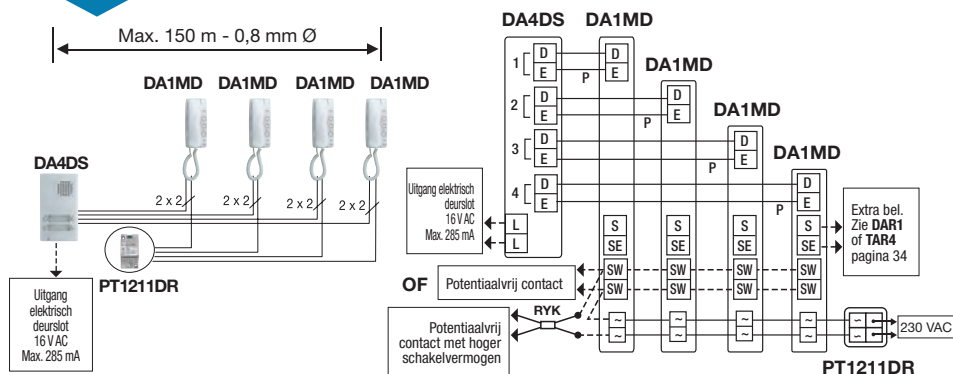 Max. 150 m - 0,8 mm Ø
DA1MD
DA1MD
DA1MD
DA1MD
DA4DS
2 x 2
2 x 2
2 x 2
2 x 2
PT1211DR
Uitgang
elektrisch
deurslot
16 V AC
Max. 285 mA
DA4DS
DA1MD
DA1MD
DA1MD
DA1MD
1
D
E
P
D
E
2
D
E
P
D
E
3
D
E
P
D
E
4
D
E
P
D
E
L
L
Uitgang elektrisch
deurslot
16 V AC
Max. 285 mA
S
S
S
S
SE
SE
SE
SE
SW
SW
SW
SW
SW
SW
SW
SW
~
~
~
~
~
~
~
~
~
~
Extra bel.
Zie DAR1
of TAR4
pagina 34
OF
Potentiaalvrij contact
RYK
Potentiaalvrij
contact met hoger
schakelvermogen
230 VAC
PT1211DR